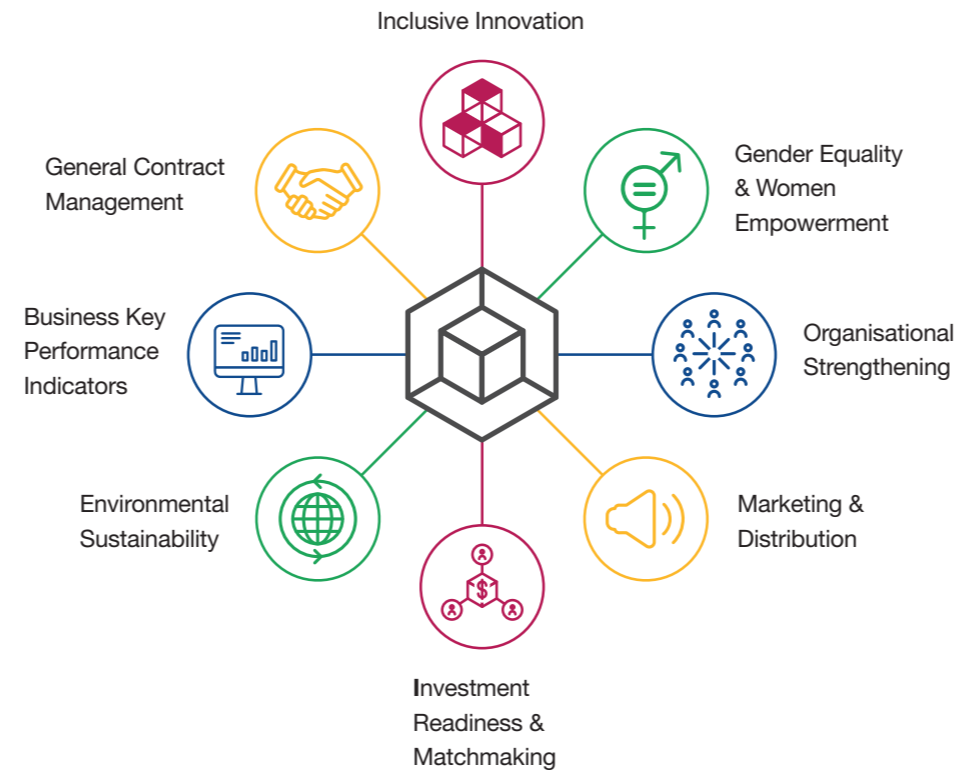 Inclusive Innovation
Gender Equality
& Women
Empowerment
Organisational
Strengthening
Marketing &
Distribution
Investment
Readiness &
Matchmaking
Environmental
Sustainability
Business Key
Performance
Indicators
General Contract
Management
$